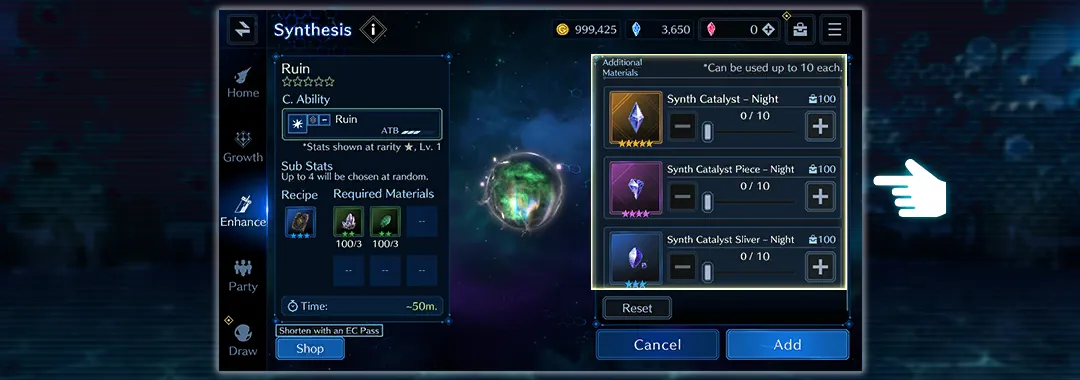 Synthesis
i
999,425
3,650
0
Home
Growth
Enhance
Party
Draw
Ruin
C. Ability
Ruin
ATB
*Stats shown at rarity ★, Lv. 1
Sub Stats
Up to 4 will be chosen at random.
Recipe
Required Materials
100/3
100/3
--
--
--
--
Time:
~50m.
Shorten with an EC Pass
Shop
Additional
Materials
*Can be used up to 10 each.
Synth Catalyst – Night
100
0 / 10
Synth Catalyst Piece – Night
100
0 / 10
Synth Catalyst Sliver – Night
100
0 / 10
Reset
Cancel
Add